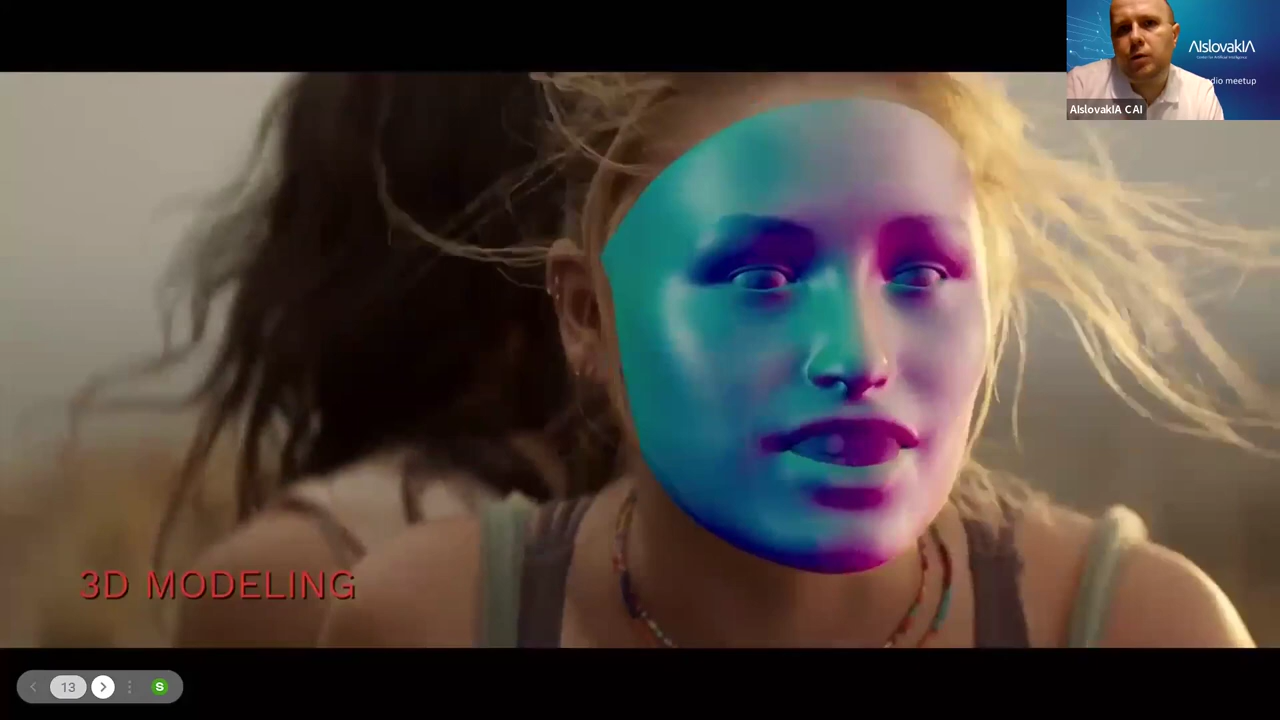 AIslovakIA
dio meetup
AIslovakIA CAI
3D MODELING
13
S